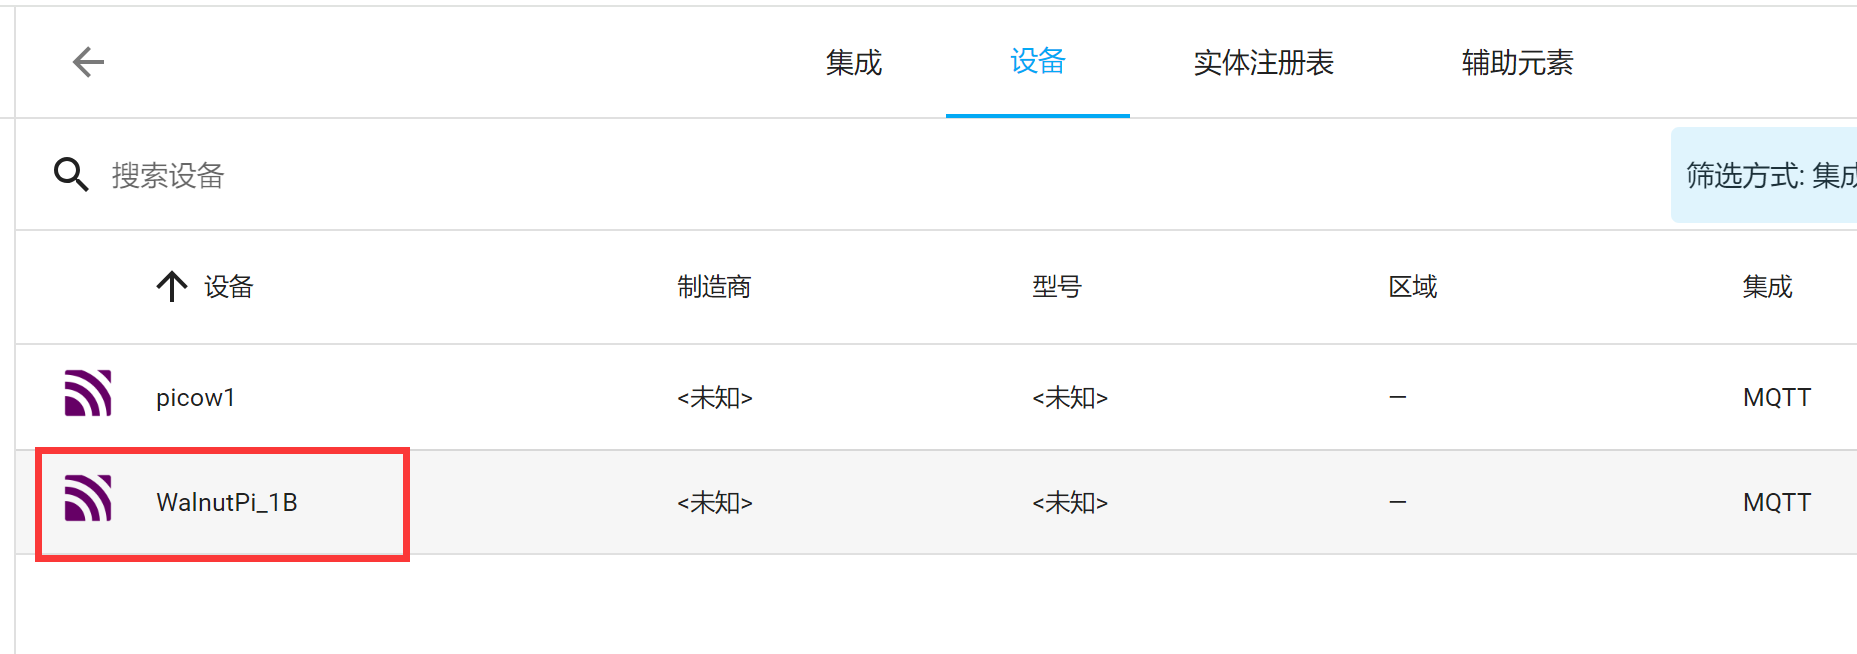 集成 设备 实体注册表 辅助元素
搜索设备 筛选方式: 集成
设备 制造商 型号 区域 集成
picow1 <未知> <未知> — MQTT
WalnutPi_1B <未知> <未知> — MQTT